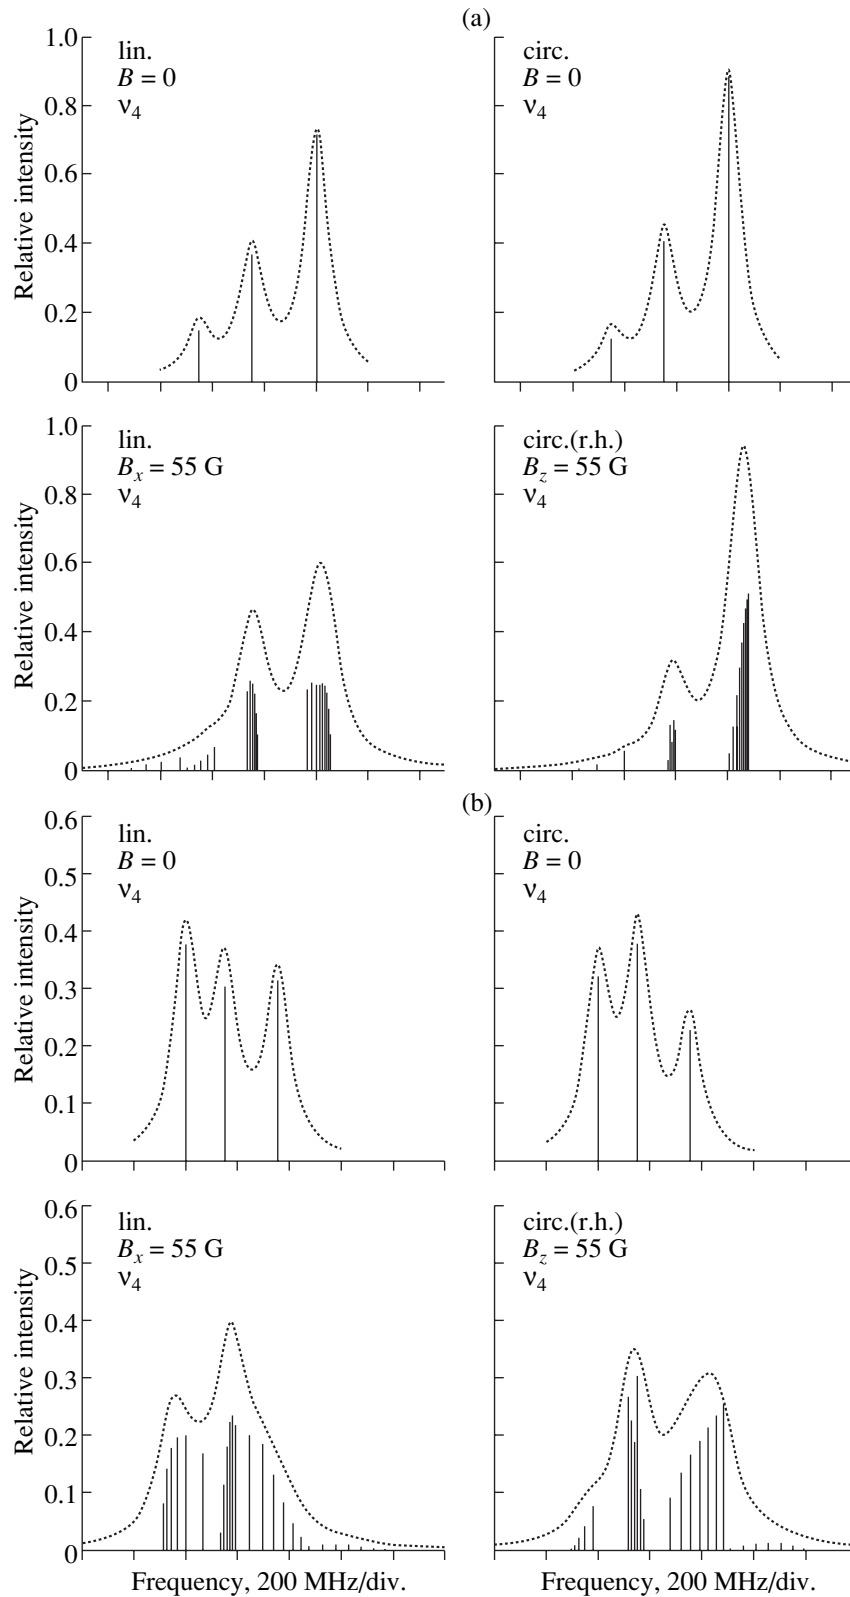 (a)
1.0
0.8
0.6
0.4
0.2
0
Relative intensity
lin.
B = 0
ν4
circ.
B = 0
ν4
1.0
0.8
0.6
0.4
0.2
0
Relative intensity
lin.
Bx = 55 G
ν4
circ.(r.h.)
Bz = 55 G
ν4
(b)
0.6
0.5
0.4
0.3
0.2
0.1
0
Relative intensity
lin.
B = 0
ν4
circ.
B = 0
ν4
0.6
0.5
0.4
0.3
0.2
0.1
0
Relative intensity
lin.
Bx = 55 G
ν4
circ.(r.h.)
Bz = 55 G
ν4
Frequency, 200 MHz/div.
Frequency, 200 MHz/div.